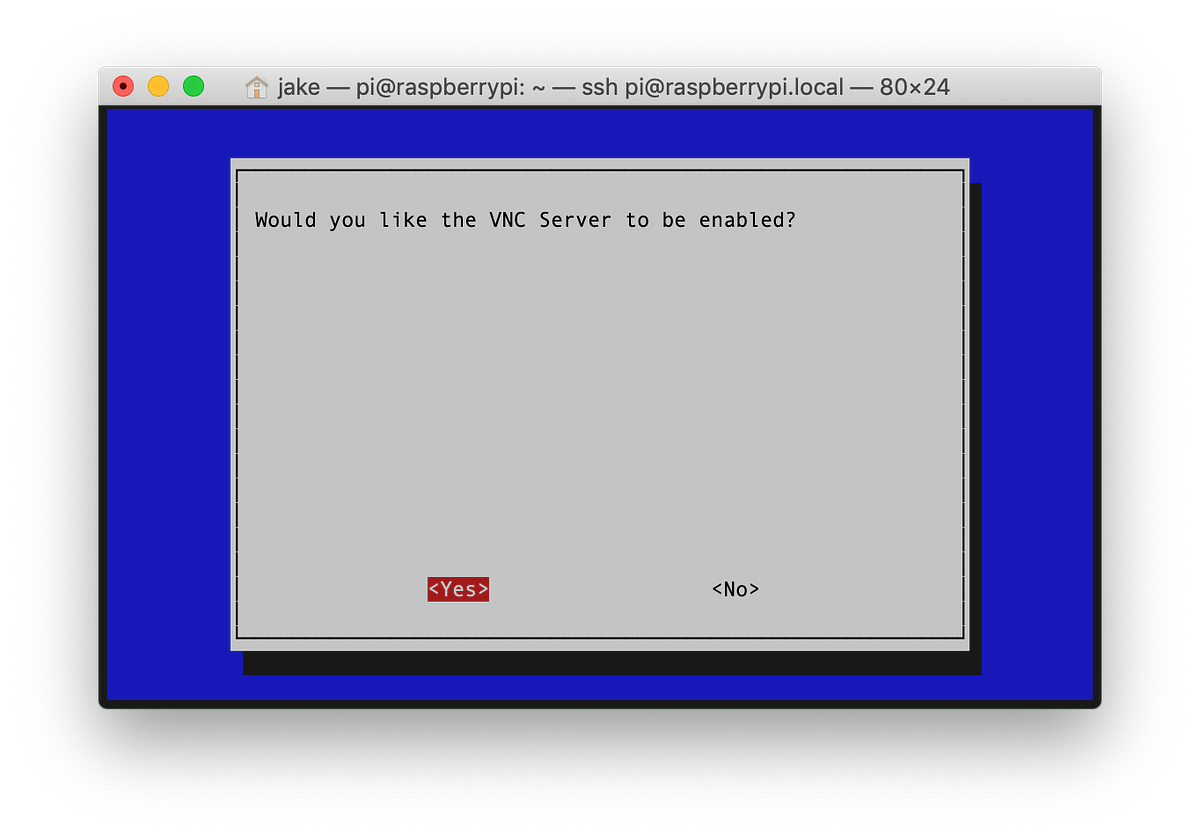 jake — pi@raspberrypi: ~ — ssh pi@raspberrypi.local — 80×24
Would you like the VNC Server to be enabled?
<Yes> <No>